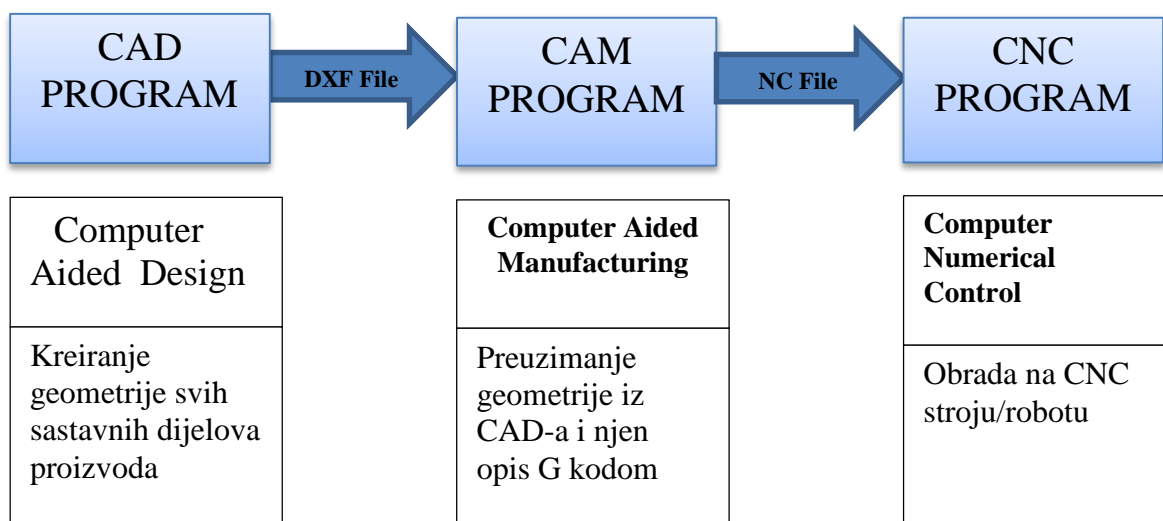 CAD
PROGRAM
DXF File
CAM
PROGRAM
NC File
CNC
PROGRAM
Computer
Aided Design
Kreiranje
geometrije svih
sastavnih dijelova
proizvoda
Computer Aided
Manufacturing
Preuzimanje
geometrije iz
CAD-a i njen
opis G kodom
Computer
Numerical
Control
Obrada na CNC
stroju/robotu